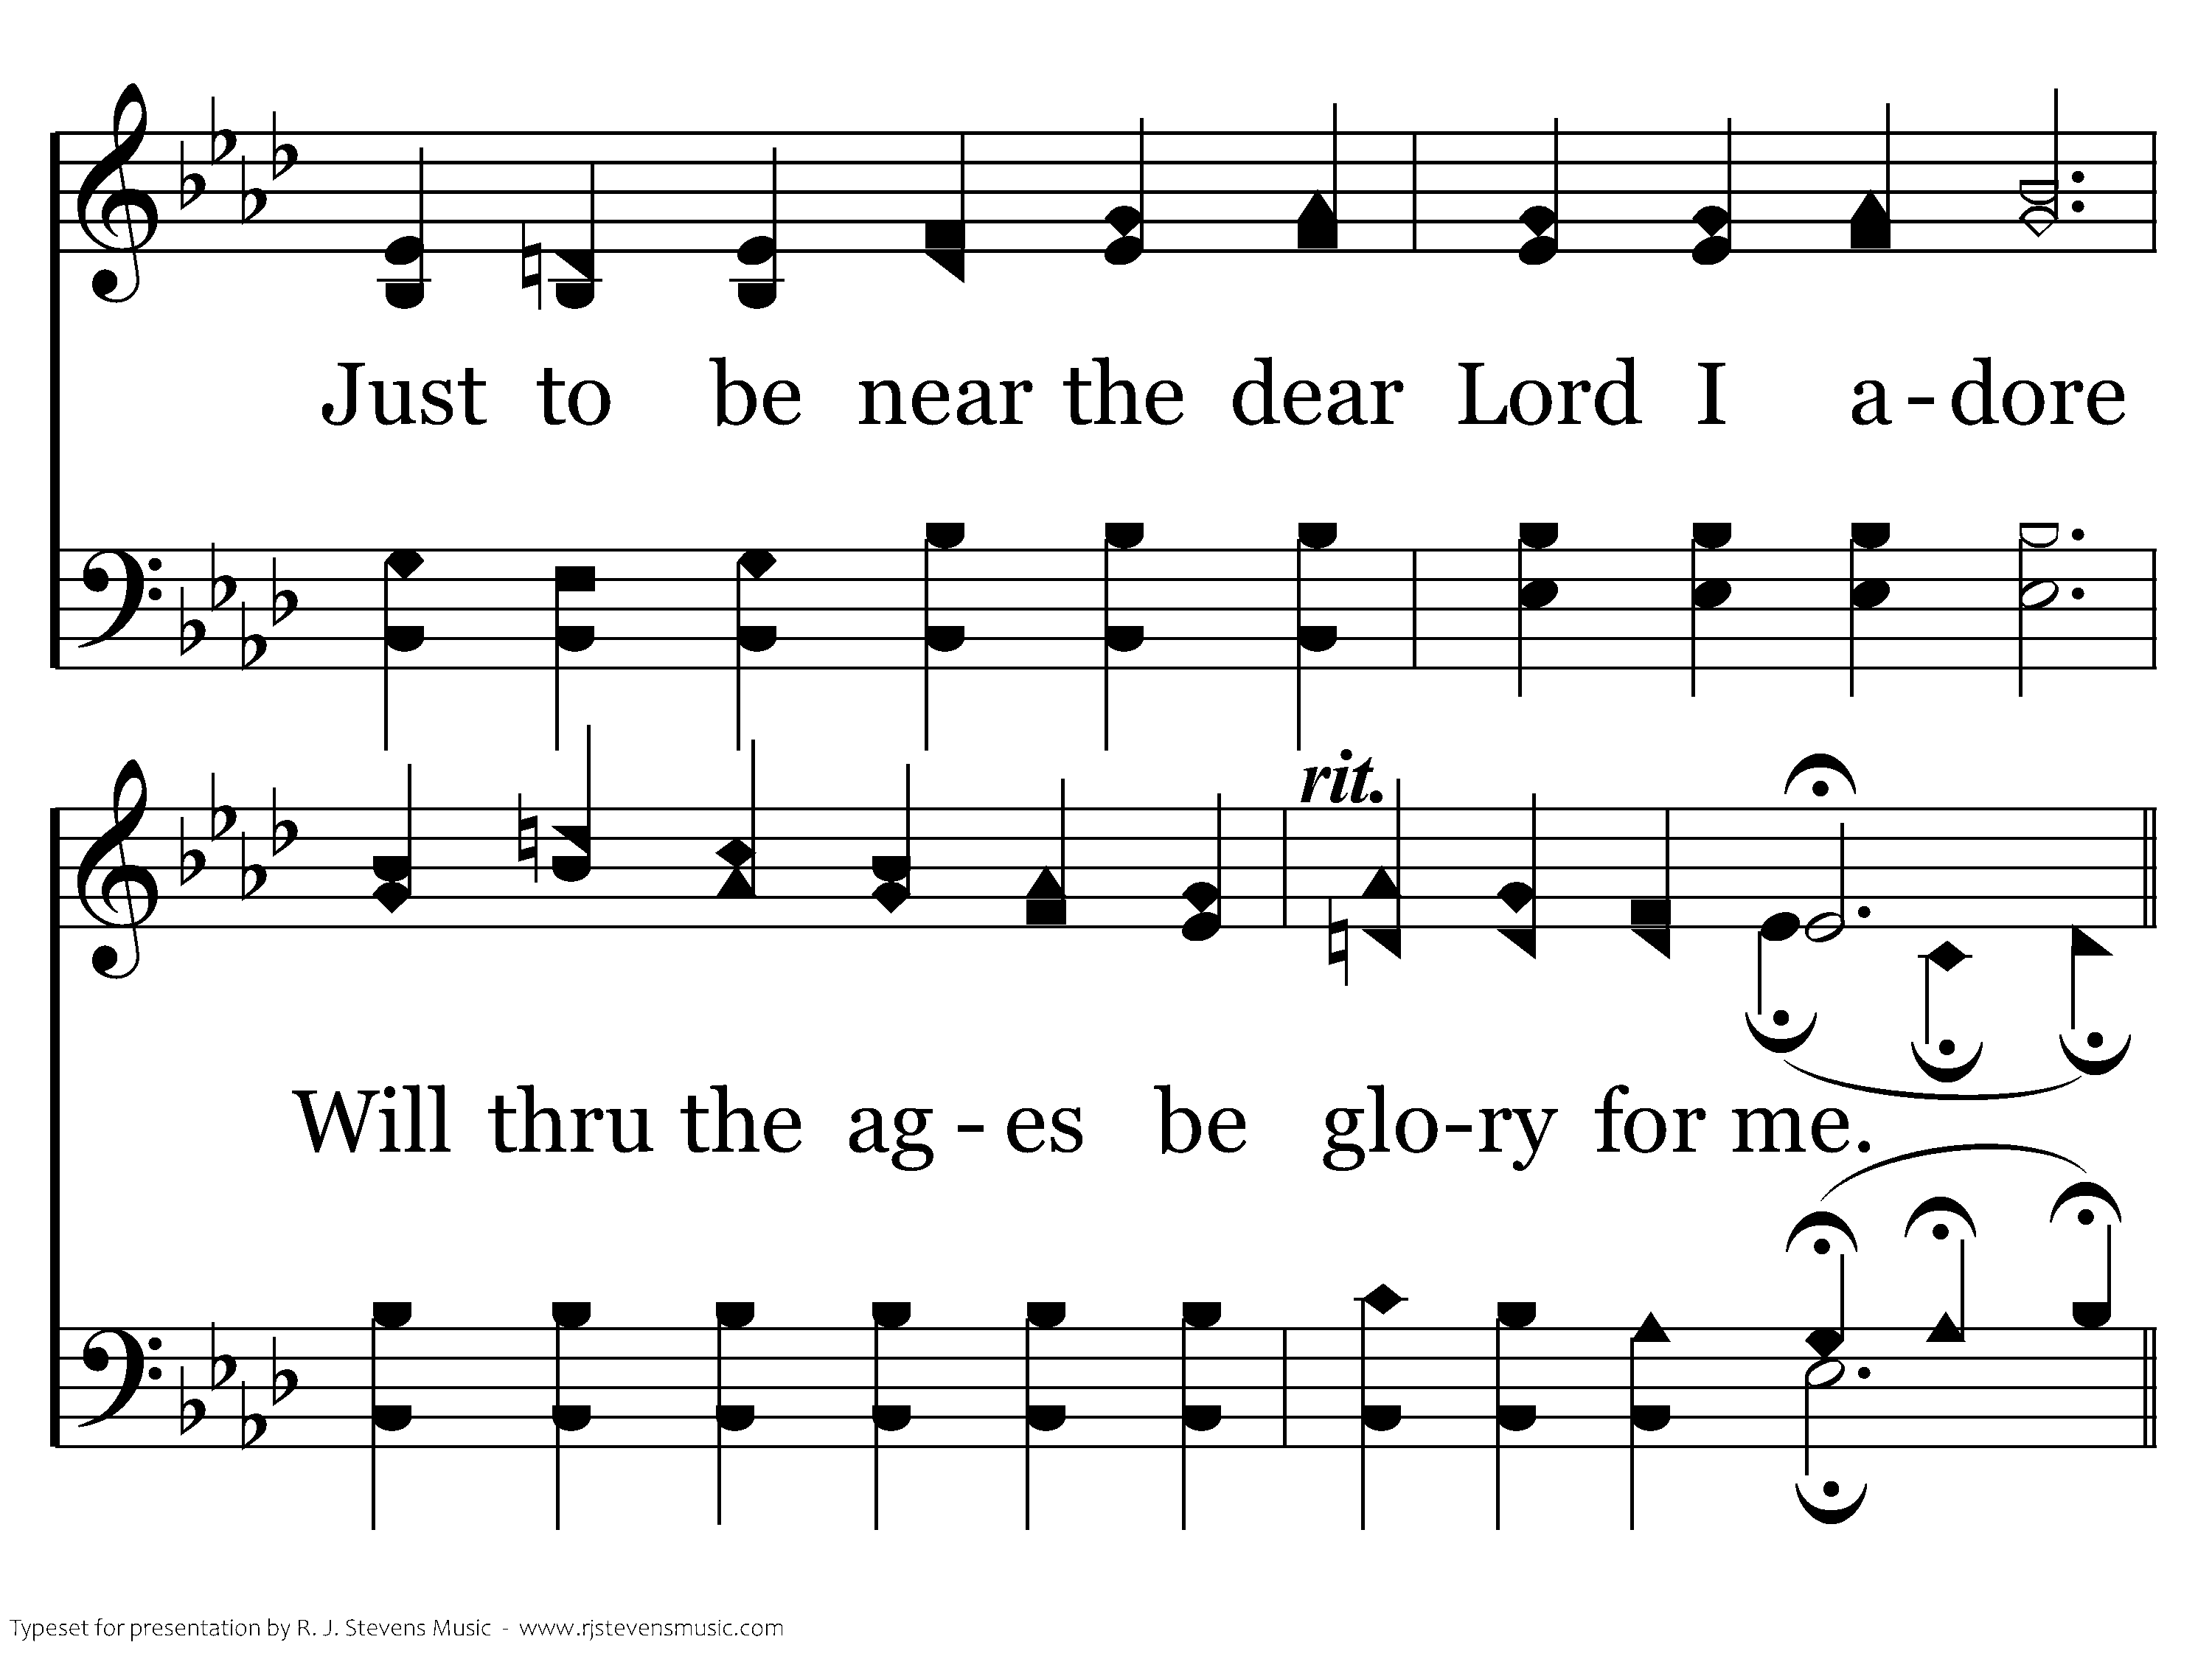 Just to be near the dear Lord I a-dore
rit.
Will thru the ag-es be glo-ry for me.
Typeset for presentation by R. J. Stevens Music - www.rjstevensmusic.com